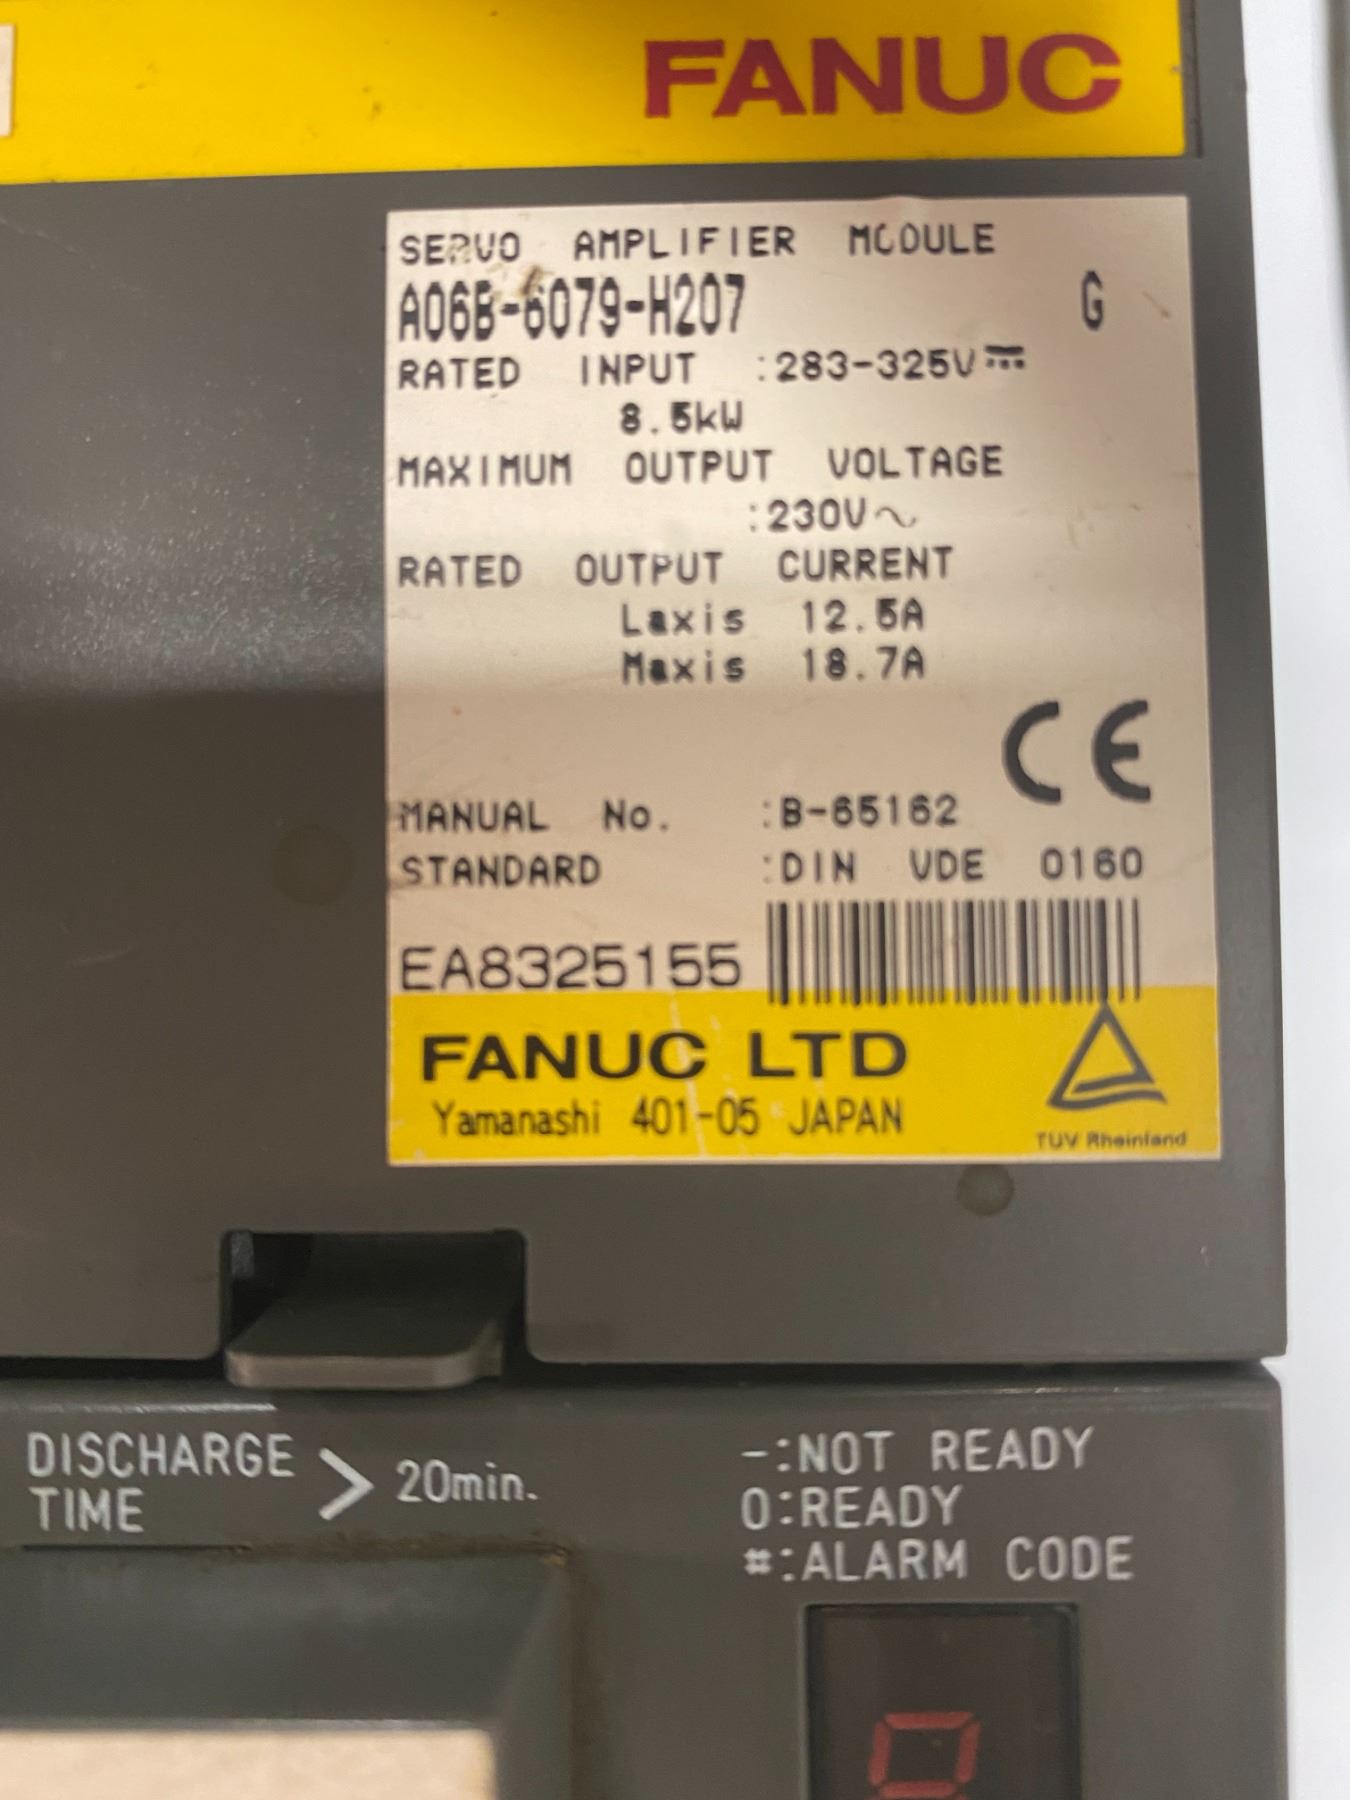 FANUC
SERVO AMPLIFIER MODULE
A06B-6079-H207 G
RATED INPUT :283-325V⎓
8.5kW
MAXIMUM OUTPUT VOLTAGE
:230V~
RATED OUTPUT CURRENT
Laxis 12.5A
Maxis 18.7A
CE
MANUAL No. :B-65162
STANDARD :DIN VDE 0160
EA8325155
FANUC LTD
Yamanashi 401-05 JAPAN
TUV Rheinland
DISCHARGE TIME > 20min.
-:NOT READY
0:READY
#:ALARM CODE